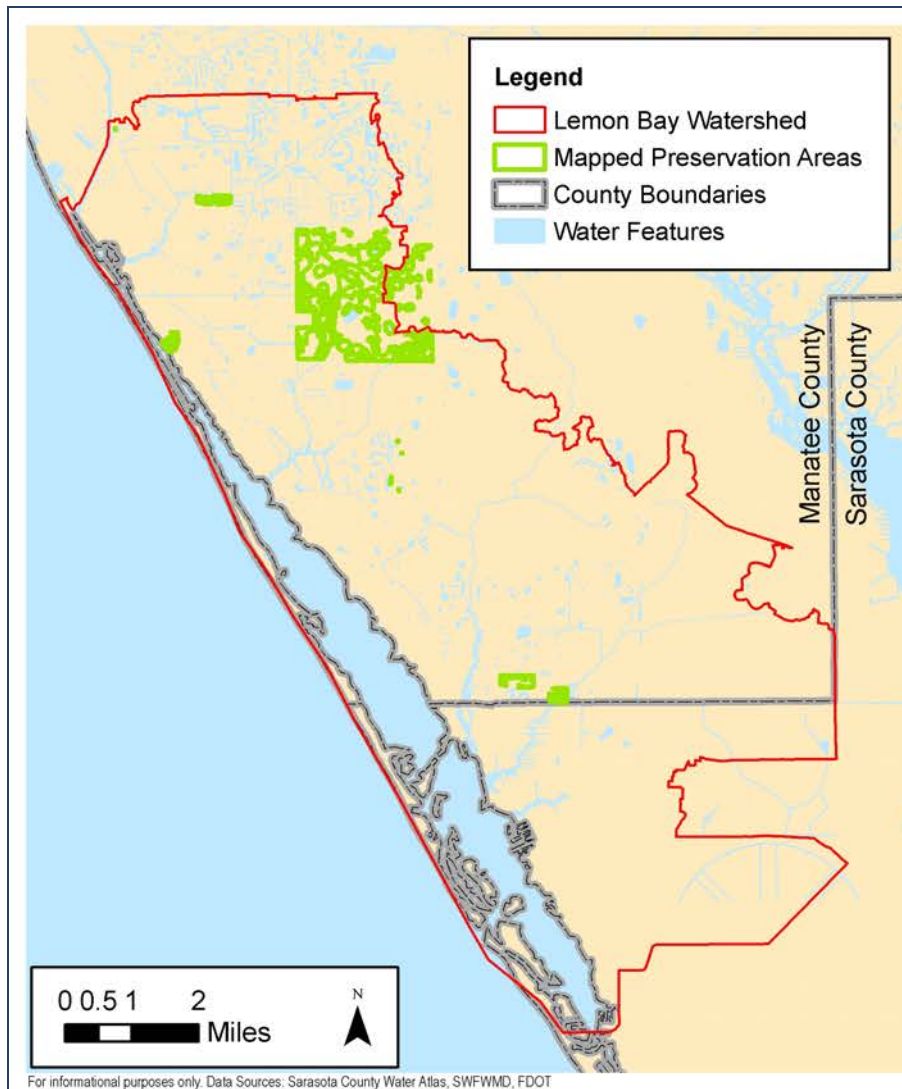 Legend
Lemon Bay Watershed
Mapped Preservation Areas
County Boundaries
Water Features
Manatee County
Sarasota County
0 0.5 1 2
Miles
N
For informational purposes only. Data Sources: Sarasota County Water Atlas, SWFWMD, FDOT